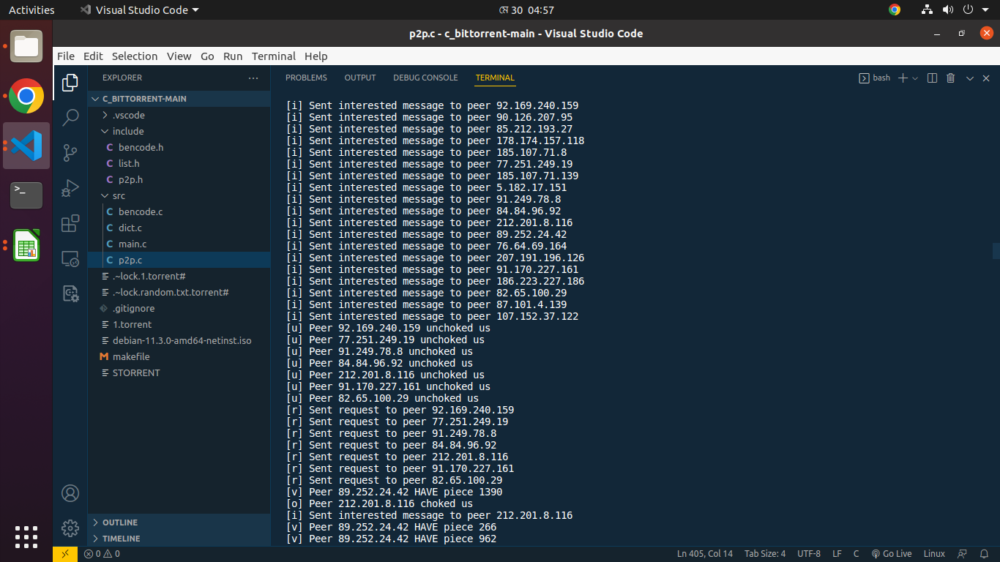 Activities
Visual Studio Code
মে 30 04:57
p2p.c - c_bittorrent-main - Visual Studio Code
File Edit Selection View Go Run Terminal Help
EXPLORER
C_BITTORRENT-MAIN
.vscode
include
C bencode.h
C list.h
C p2p.h
src
C bencode.c
C dict.c
C main.c
C p2p.c
.~lock.1.torrent#
.~lock.random.txt.torrent#
.gitignore
1.torrent
debian-11.3.0-amd64-netinst.iso
M makefile
STORRENT
OUTLINE
TIMELINE
PROBLEMS OUTPUT DEBUG CONSOLE TERMINAL
bash
[i] Sent interested message to peer 92.169.240.159
[i] Sent interested message to peer 90.126.207.95
[i] Sent interested message to peer 85.212.193.27
[i] Sent interested message to peer 178.174.157.118
[i] Sent interested message to peer 185.107.71.8
[i] Sent interested message to peer 77.251.249.19
[i] Sent interested message to peer 185.107.71.139
[i] Sent interested message to peer 5.182.17.151
[i] Sent interested message to peer 91.249.78.8
[i] Sent interested message to peer 84.84.96.92
[i] Sent interested message to peer 212.201.8.116
[i] Sent interested message to peer 89.252.24.42
[i] Sent interested message to peer 76.64.69.164
[i] Sent interested message to peer 207.191.196.126
[i] Sent interested message to peer 91.170.227.161
[i] Sent interested message to peer 186.223.227.186
[i] Sent interested message to peer 82.65.100.29
[i] Sent interested message to peer 87.101.4.139
[i] Sent interested message to peer 107.152.37.122
[u] Peer 92.169.240.159 unchoked us
[u] Peer 77.251.249.19 unchoked us
[u] Peer 91.249.78.8 unchoked us
[u] Peer 84.84.96.92 unchoked us
[u] Peer 212.201.8.116 unchoked us
[u] Peer 91.170.227.161 unchoked us
[u] Peer 82.65.100.29 unchoked us
[r] Sent request to peer 92.169.240.159
[r] Sent request to peer 77.251.249.19
[r] Sent request to peer 91.249.78.8
[r] Sent request to peer 84.84.96.92
[r] Sent request to peer 212.201.8.116
[r] Sent request to peer 91.170.227.161
[r] Sent request to peer 82.65.100.29
[v] Peer 89.252.24.42 HAVE piece 1390
[o] Peer 212.201.8.116 choked us
[i] Sent interested message to peer 212.201.8.116
[v] Peer 89.252.24.42 HAVE piece 266
[v] Peer 89.252.24.42 HAVE piece 962
0 0
Ln 405, Col 14 Tab Size: 4 UTF-8 LF C Go Live Linux